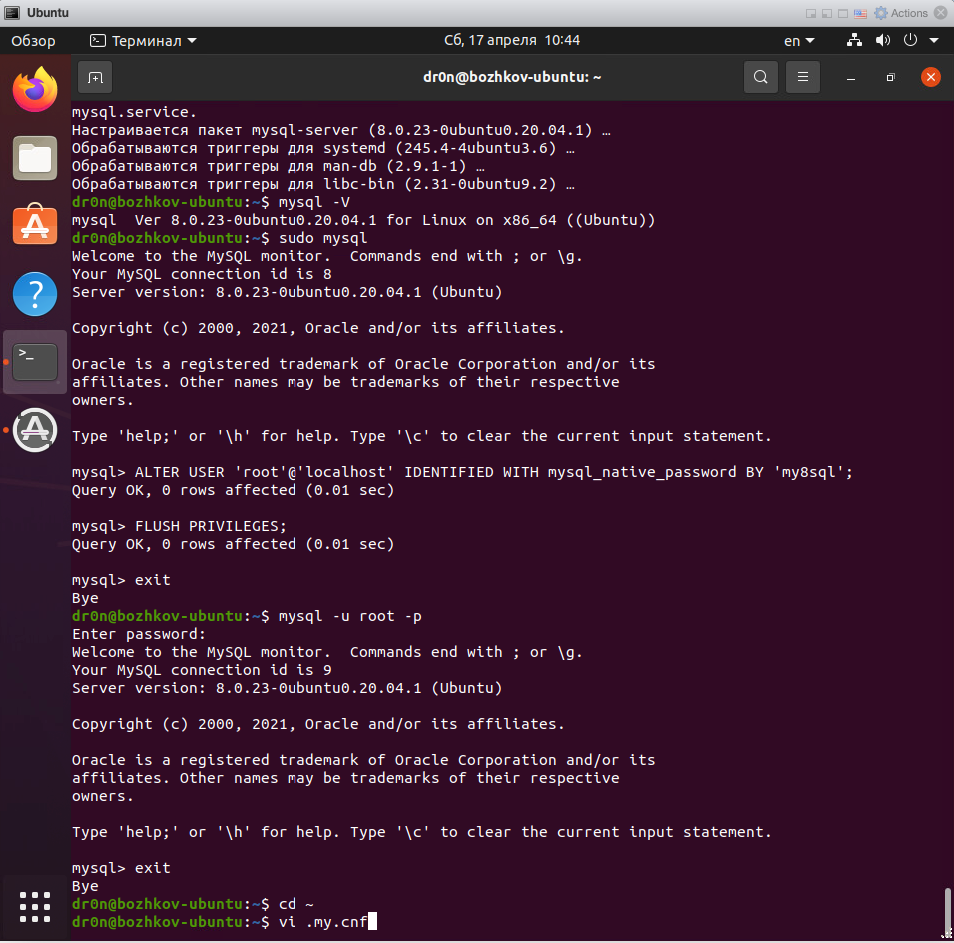 Ubuntu
Actions
Обзор
Терминал
Сб, 17 апреля 10:44
en
dr0n@bozhkov-ubuntu: ~
mysql.service.
Настраивается пакет mysql-server (8.0.23-0ubuntu0.20.04.1) …
Обрабатываются триггеры для systemd (245.4-4ubuntu3.6) …
Обрабатываются триггеры для man-db (2.9.1-1) …
Обрабатываются триггеры для libc-bin (2.31-0ubuntu9.2) …
dr0n@bozhkov-ubuntu:~$ mysql -V
mysql  Ver 8.0.23-0ubuntu0.20.04.1 for Linux on x86_64 ((Ubuntu))
dr0n@bozhkov-ubuntu:~$ sudo mysql
Welcome to the MySQL monitor.  Commands end with ; or \g.
Your MySQL connection id is 8
Server version: 8.0.23-0ubuntu0.20.04.1 (Ubuntu)
Copyright (c) 2000, 2021, Oracle and/or its affiliates.
Oracle is a registered trademark of Oracle Corporation and/or its
affiliates. Other names may be trademarks of their respective
owners.
Type 'help;' or '\h' for help. Type '\c' to clear the current input statement.
mysql> ALTER USER 'root'@'localhost' IDENTIFIED WITH mysql_native_password BY 'my8sql';
Query OK, 0 rows affected (0.01 sec)
mysql> FLUSH PRIVILEGES;
Query OK, 0 rows affected (0.01 sec)
mysql> exit
Bye
dr0n@bozhkov-ubuntu:~$ mysql -u root -p
Enter password:
Welcome to the MySQL monitor.  Commands end with ; or \g.
Your MySQL connection id is 9
Server version: 8.0.23-0ubuntu0.20.04.1 (Ubuntu)
Copyright (c) 2000, 2021, Oracle and/or its affiliates.
Oracle is a registered trademark of Oracle Corporation and/or its
affiliates. Other names may be trademarks of their respective
owners.
Type 'help;' or '\h' for help. Type '\c' to clear the current input statement.
mysql> exit
Bye
dr0n@bozhkov-ubuntu:~$ cd ~
dr0n@bozhkov-ubuntu:~$ vi .my.cnf